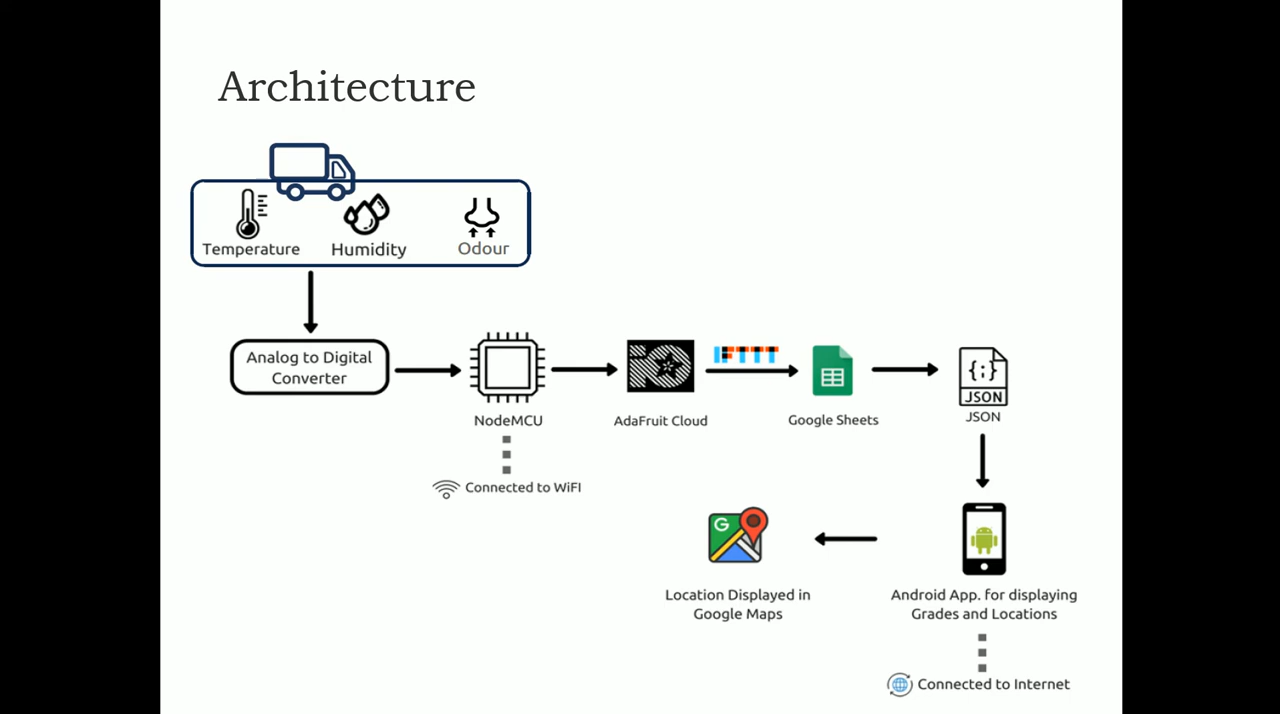 Architecture
Temperature
Humidity
Odour
Analog to Digital
Converter
IFTTT
{;}
JSON
NodeMCU
AdaFruit Cloud
Google Sheets
JSON
Connected to WiFI
G
Location Displayed in
Google Maps
Android App. for displaying
Grades and Locations
Connected to Internet